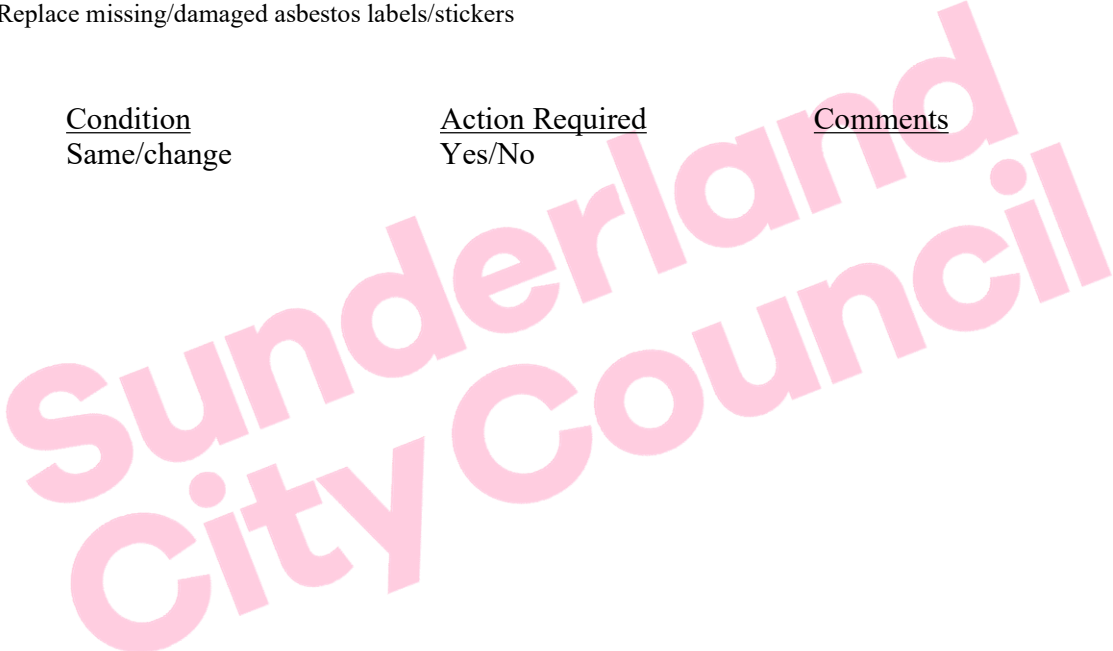 Replace missing/damaged asbestos labels/stickers
Condition Action Required Comments
Same/change Yes/No
Sunderland
City Council